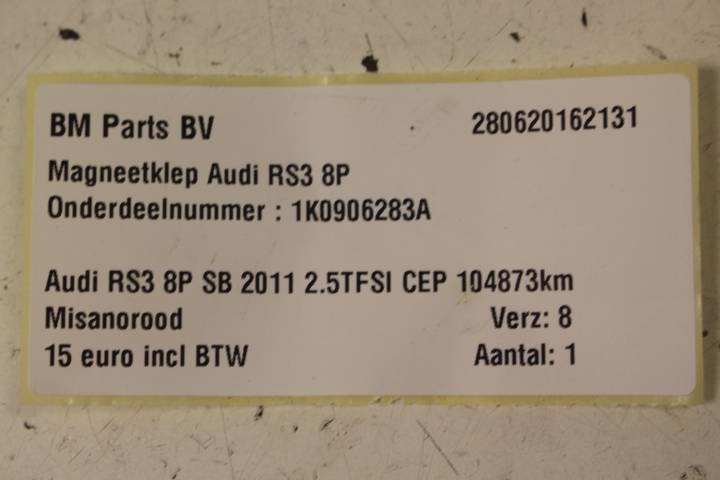 BM Parts BV 280620162131
Magneetklep Audi RS3 8P
Onderdeelnummer : 1K0906283A
Audi RS3 8P SB 2011 2.5TFSI CEP 104873km
Misanorood Verz: 8
15 euro incl BTW Aantal: 1